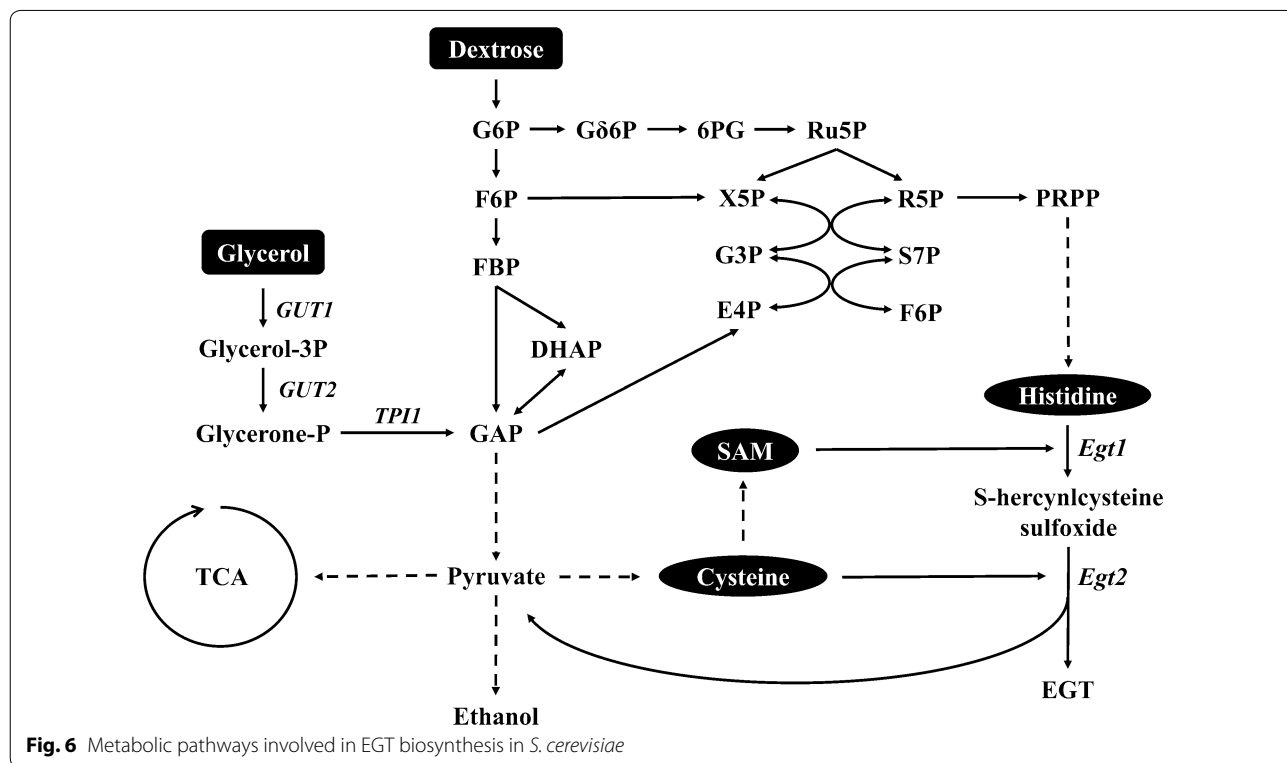 Dextrose
G6P
Gδ6P
6PG
Ru5P
F6P
X5P
R5P
PRPP
Glycerol
FBP
G3P
S7P
GUT1
E4P
F6P
Glycerol-3P
DHAP
GUT2
Histidine
Glycerone-P
TPI1
GAP
SAM
Egt1
S-hercynlcysteine
sulfoxide
TCA
Pyruvate
Cysteine
Egt2
EGT
Ethanol
Fig. 6 Metabolic pathways involved in EGT biosynthesis in S. cerevisiae